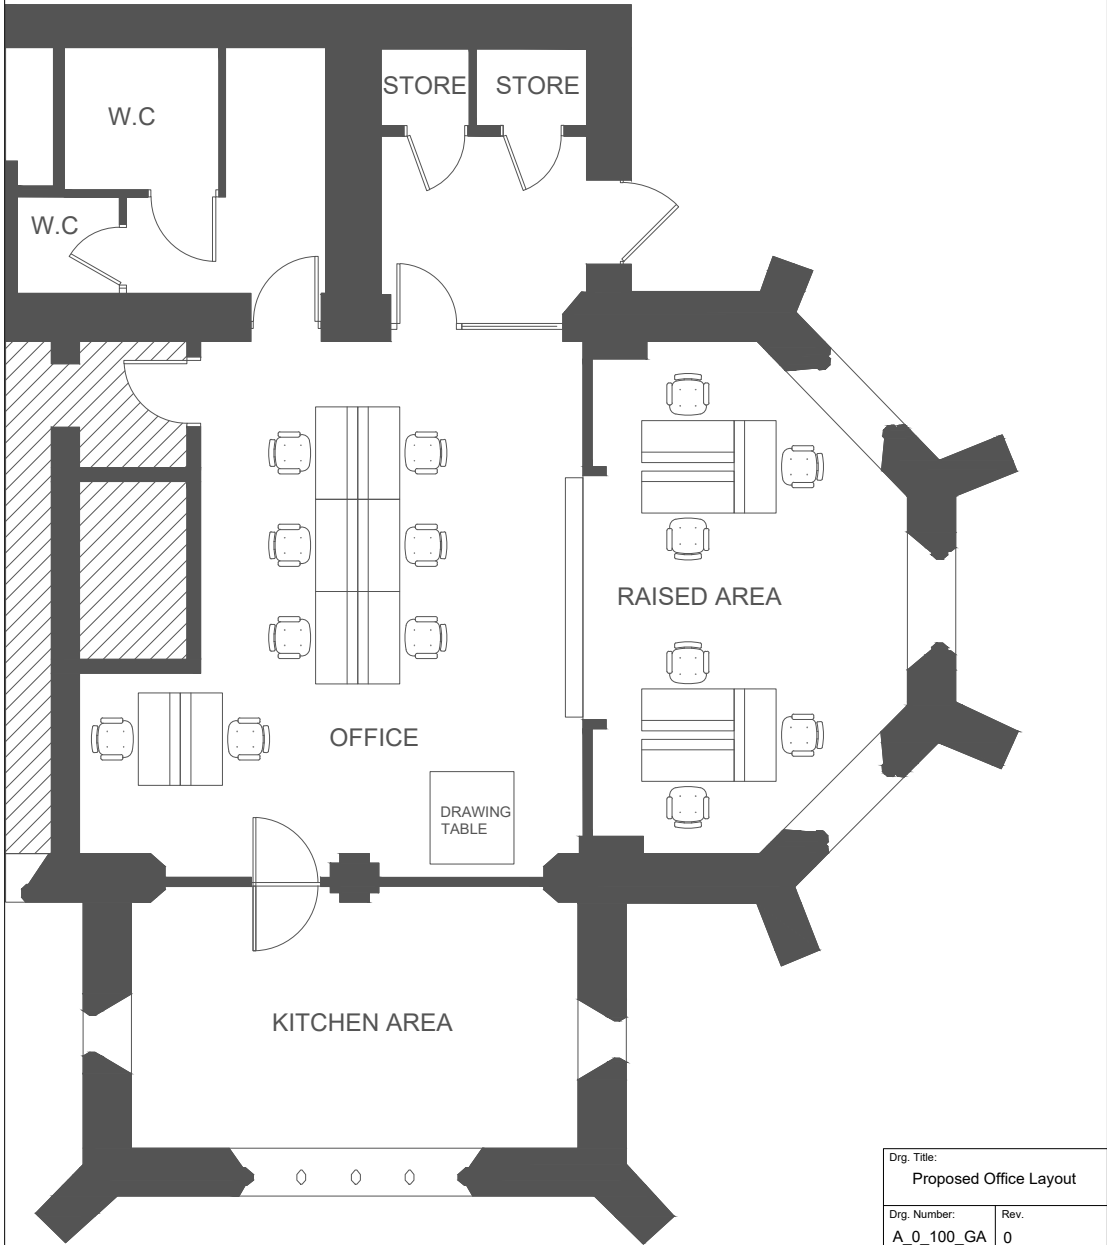 STORE
STORE
W.C
W.C
RAISED AREA
OFFICE
DRAWING
TABLE
KITCHEN AREA
Drg. Title:
Proposed Office Layout
Drg. Number:
Rev.
A_0_100_GA
0